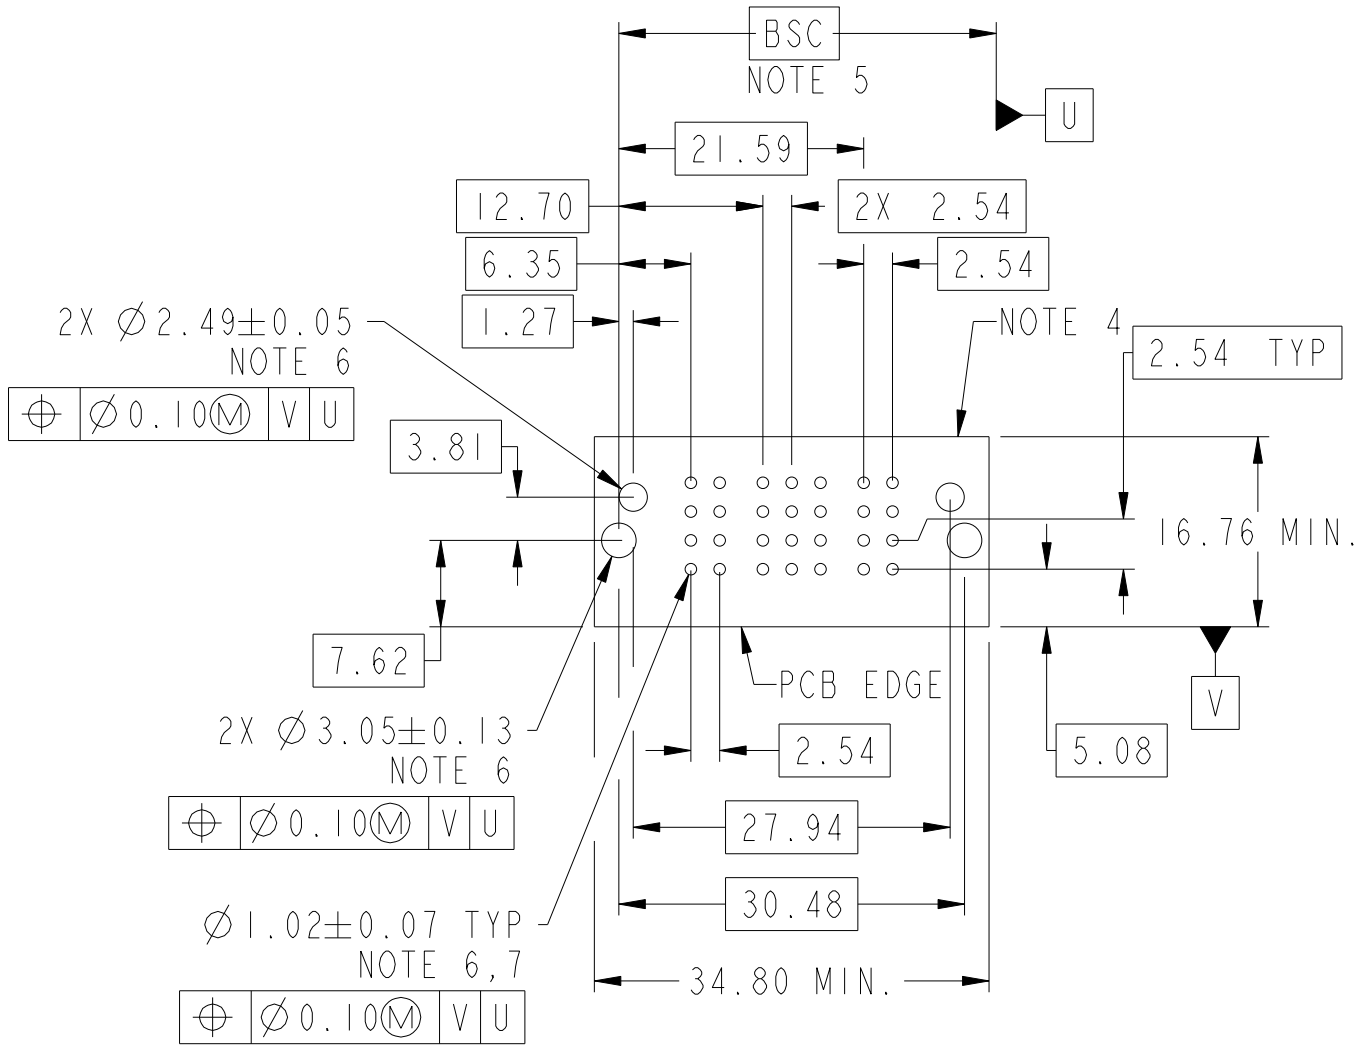 BSC
NOTE 5
U
21.59
12.70
2X 2.54
6.35
2.54
1.27
2X ⌀2.49±0.05
NOTE 6
⌖ ⌀0.10Ⓜ V U
NOTE 4
2.54 TYP
3.81
16.76 MIN.
7.62
PCB EDGE
V
2X ⌀3.05±0.13
NOTE 6
⌖ ⌀0.10Ⓜ V U
2.54
5.08
27.94
30.48
⌀1.02±0.07 TYP
NOTE 6,7
⌖ ⌀0.10Ⓜ V U
34.80 MIN.